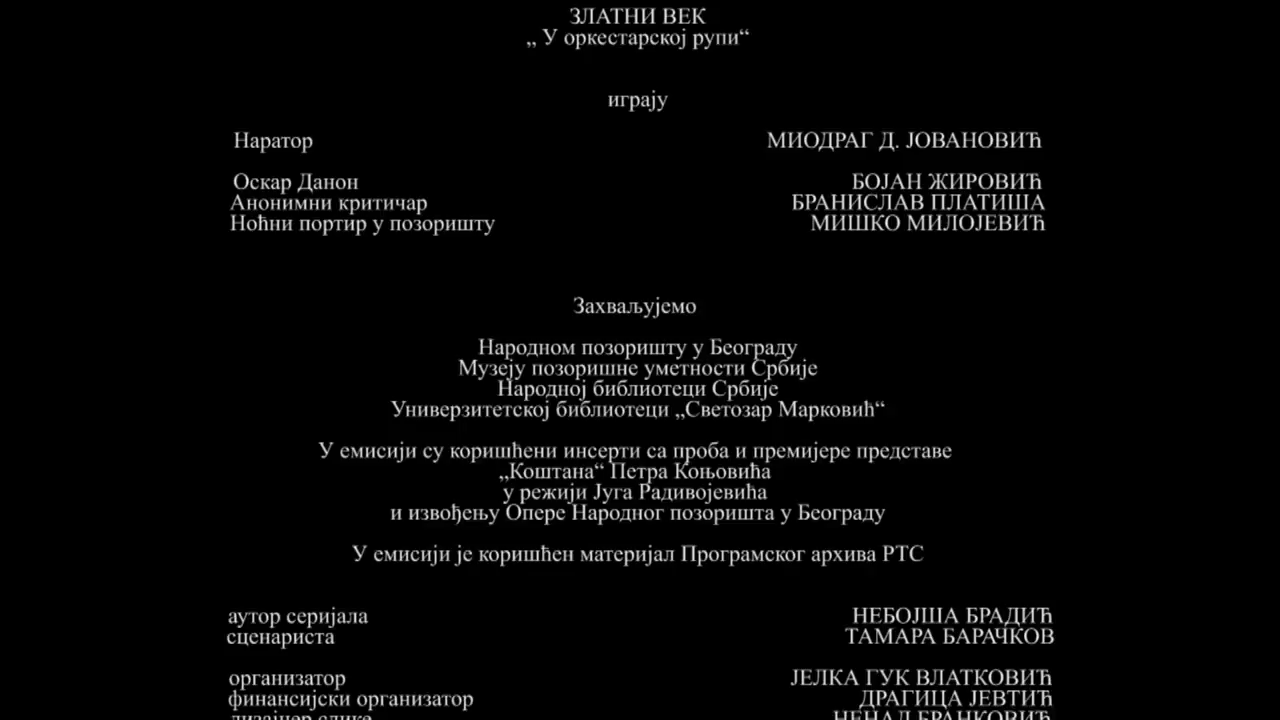 ЗЛАТНИ ВЕК
„ У оркестарској рупи“
играју
Наратор МИОДРАГ Д. ЈОВАНОВИЋ
Оскар Данон БОЈАН ЖИРОВИЋ
Анонимни критичар БРАНИСЛАВ ПЛАТИША
Ноћни портир у позоришту МИШКО МИЛОЈЕВИЋ
Захваљујемо
Народном позоришту у Београду
Музеју позоришне уметности Србије
Народној библиотеци Србије
Универзитетској библиотеци „Светозар Марковић“
У емисији су коришћени инсерти са проба и премијере представе
„Коштана“ Петра Коњовића
у режији Југа Радивојевића
и извођењу Опере Народног позоришта у Београду
У емисији је коришћен материјал Програмског архива РТС
аутор серијала НЕБОЈША БРАДИЋ
сценариста ТАМАРА БАРАЧКОВ
организатор ЈЕЛКА ГУК ВЛАТКОВИЋ
финансијски организатор ДРАГИЦА ЈЕВТИЋ
дизајнер слике НЕНАД БРАНКОВИЋ